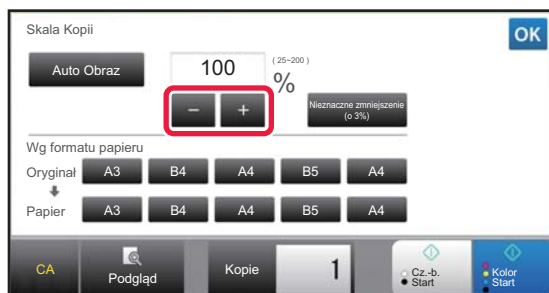 Skala Kopii
OK
Auto Obraz
100
(25~200)
%
− +
Nieznaczne zmniejszenie
(o 3%)
Wg formatu papieru
Oryginał A3 B4 A4 B5 A4
Papier A3 B4 A4 B5 A4
CA
Podgląd
Kopie
1
Cz.-b.
Start
Kolor
Start